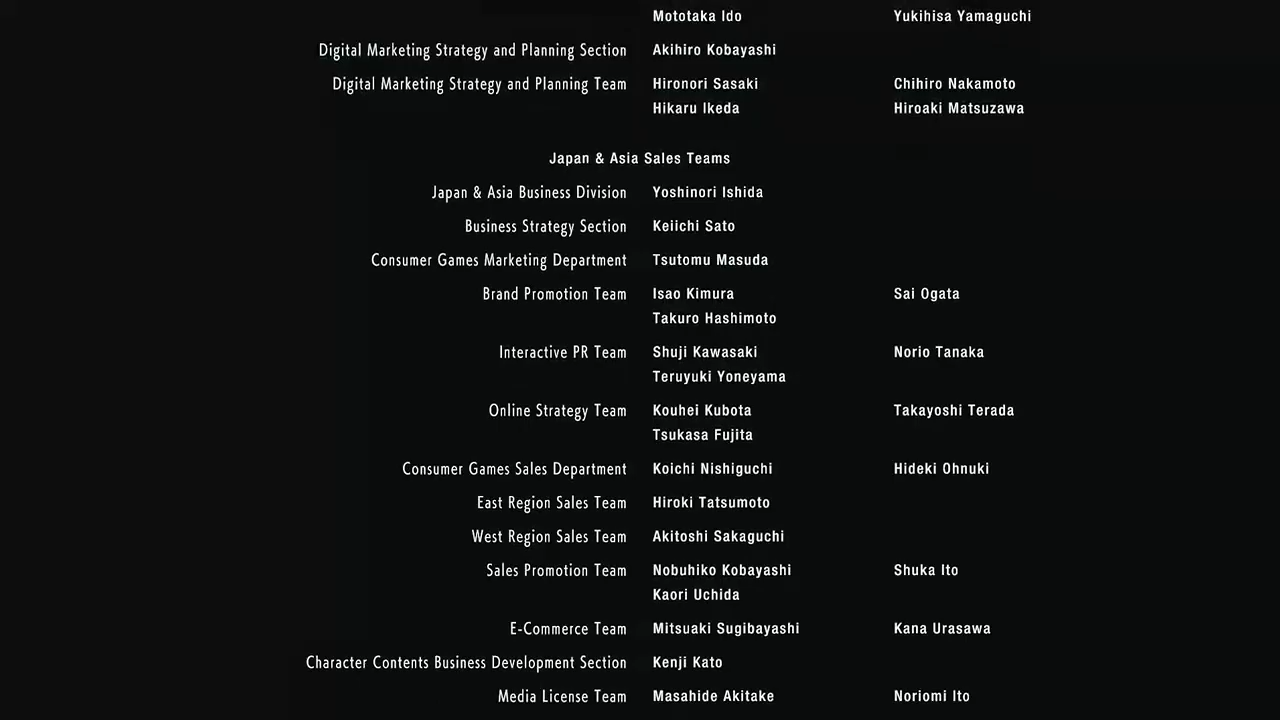 Mototaka Ido Yukihisa Yamaguchi
Digital Marketing Strategy and Planning Section Akihiro Kobayashi
Digital Marketing Strategy and Planning Team Hironori Sasaki Chihiro Nakamoto
Hikaru Ikeda Hiroaki Matsuzawa
Japan & Asia Sales Teams
Japan & Asia Business Division Yoshinori Ishida
Business Strategy Section Keiichi Sato
Consumer Games Marketing Department Tsutomu Masuda
Brand Promotion Team Isao Kimura Sai Ogata
Takuro Hashimoto
Interactive PR Team Shuji Kawasaki Norio Tanaka
Teruyuki Yoneyama
Online Strategy Team Kouhei Kubota Takayoshi Terada
Tsukasa Fujita
Consumer Games Sales Department Koichi Nishiguchi Hideki Ohnuki
East Region Sales Team Hiroki Tatsumoto
West Region Sales Team Akitoshi Sakaguchi
Sales Promotion Team Nobuhiko Kobayashi Shuka Ito
Kaori Uchida
E-Commerce Team Mitsuaki Sugibayashi Kana Urasawa
Character Contents Business Development Section Kenji Kato
Media License Team Masahide Akitake Noriomi Ito